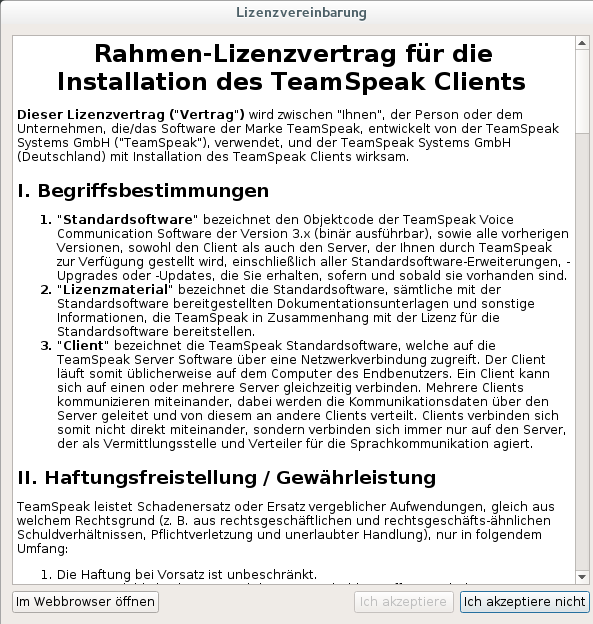 Lizenzvereinbarung
Rahmen-Lizenzvertrag für die
Installation des TeamSpeak Clients
Dieser Lizenzvertrag ("Vertrag") wird zwischen "Ihnen", der Person oder dem
Unternehmen, die/das Software der Marke TeamSpeak, entwickelt von der TeamSpeak
Systems GmbH ("TeamSpeak"), verwendet, und der TeamSpeak Systems GmbH
(Deutschland) mit Installation des TeamSpeak Clients wirksam.
I. Begriffsbestimmungen
1. "Standardsoftware" bezeichnet den Objektcode der TeamSpeak Voice
Communication Software der Version 3.x (binär ausführbar), sowie alle vorherigen
Versionen, sowohl den Client als auch den Server, der Ihnen durch TeamSpeak
zur Verfügung gestellt wird, einschließlich aller Standardsoftware-Erweiterungen, -
Upgrades oder -Updates, die Sie erhalten, sofern und sobald sie vorhanden sind.
2. "Lizenzmaterial" bezeichnet die Standardsoftware, sämtliche mit der
Standardsoftware bereitgestellten Dokumentationsunterlagen und sonstige
Informationen, die TeamSpeak in Zusammenhang mit der Lizenz für die
Standardsoftware bereitstellen.
3. "Client" bezeichnet die TeamSpeak Standardsoftware, welche auf die
TeamSpeak Server Software über eine Netzwerkverbindung zugreift. Der Client
läuft somit üblicherweise auf dem Computer des Endbenutzers. Ein Client kann
sich auf einen oder mehrere Server gleichzeitig verbinden. Mehrere Clients
kommunizieren miteinander, dabei werden die Kommunikationsdaten über den
Server geleitet und von diesem an andere Clients verteilt. Clients verbinden sich
somit nicht direkt miteinander, sondern verbinden sich immer nur auf den Server,
der als Vermittlungsstelle und Verteiler für die Sprachkommunikation agiert.
II. Haftungsfreistellung / Gewährleistung
TeamSpeak leistet Schadenersatz oder Ersatz vergeblicher Aufwendungen, gleich aus
welchem Rechtsgrund (z. B. aus rechtsgeschäftlichen und rechtsgeschäfts-ähnlichen
Schuldverhältnissen, Pflichtverletzung und unerlaubter Handlung), nur in folgendem
Umfang:
1. Die Haftung bei Vorsatz ist unbeschränkt.
Im Webbrowser öffnen
Ich akzeptiere
Ich akzeptiere nicht